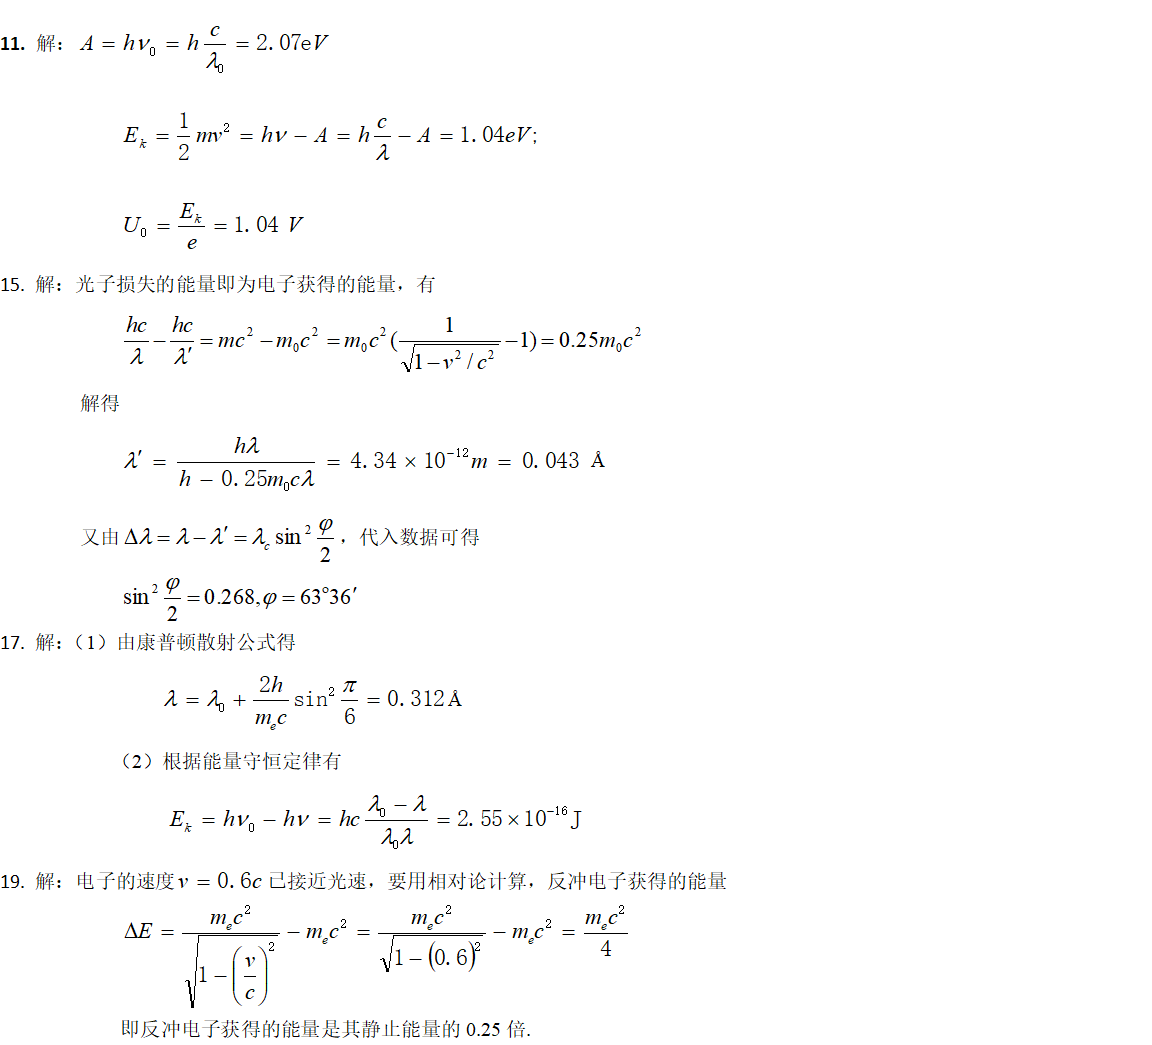 11. 解：A = hν₀ = h c/λ₀ = 2.07eV
E_k = 1/2 mv² = hν − A = h c/λ − A = 1.04eV;
U₀ = E_k/e = 1.04 V
15. 解：光子损失的能量即为电子获得的能量，有
hc/λ − hc/λ′ = mc² − m₀c² = m₀c²(1/√(1−v²/c²) −1) = 0.25m₀c²
解得
λ′ = hλ/(h − 0.25m₀cλ) = 4.34 × 10⁻¹²m = 0.043 Å
又由 Δλ = λ − λ′ = λ_c sin² φ/2，代入数据可得
sin² φ/2 = 0.268, φ = 63°36′
17. 解：（1）由康普顿散射公式得
λ = λ₀ + 2h/(m_e c) sin² π/6 = 0.312Å
（2）根据能量守恒定律有
E_k = hν₀ − hν = hc (λ₀ − λ)/(λ₀λ) = 2.55×10⁻¹⁶J
19. 解：电子的速度 v = 0.6c 已接近光速，要用相对论计算，反冲电子获得的能量
ΔE = m_e c²/√(1−(v/c)²) − m_e c² = m_e c²/√(1−(0.6)²) − m_e c² = m_e c²/4
即反冲电子获得的能量是其静止能量的 0.25 倍.